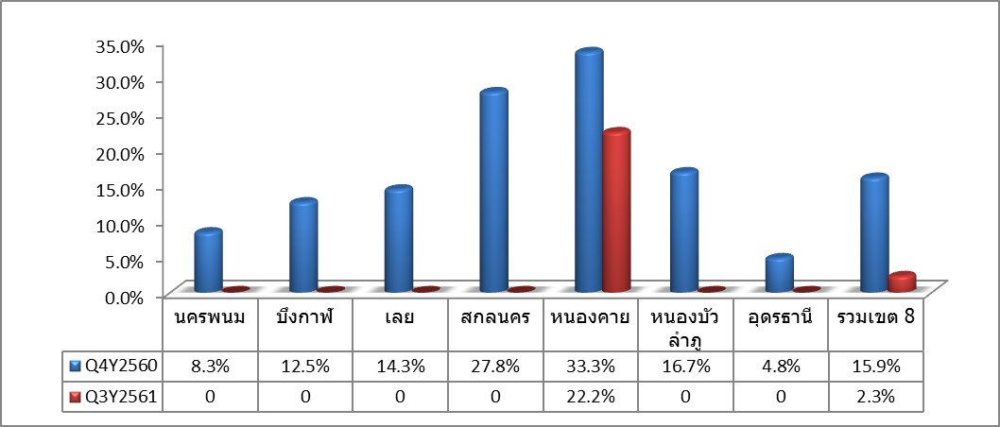 35.0%
30.0%
25.0%
20.0%
15.0%
10.0%
5.0%
0.0%
นครพนม บึงกาฬ เลย สกลนคร หนองคาย หนองบัว อุดรธานี รวมเขต 8
ลำภู
Q4Y2560 8.3% 12.5% 14.3% 27.8% 33.3% 16.7% 4.8% 15.9%
Q3Y2561 0 0 0 0 22.2% 0 0 2.3%